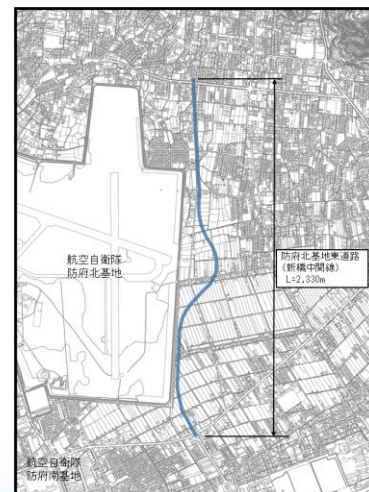 航空自衛隊
防府北基地
防府北基地東道路
(新橋中関線)
L=2,330m
航空自衛隊
防府南基地